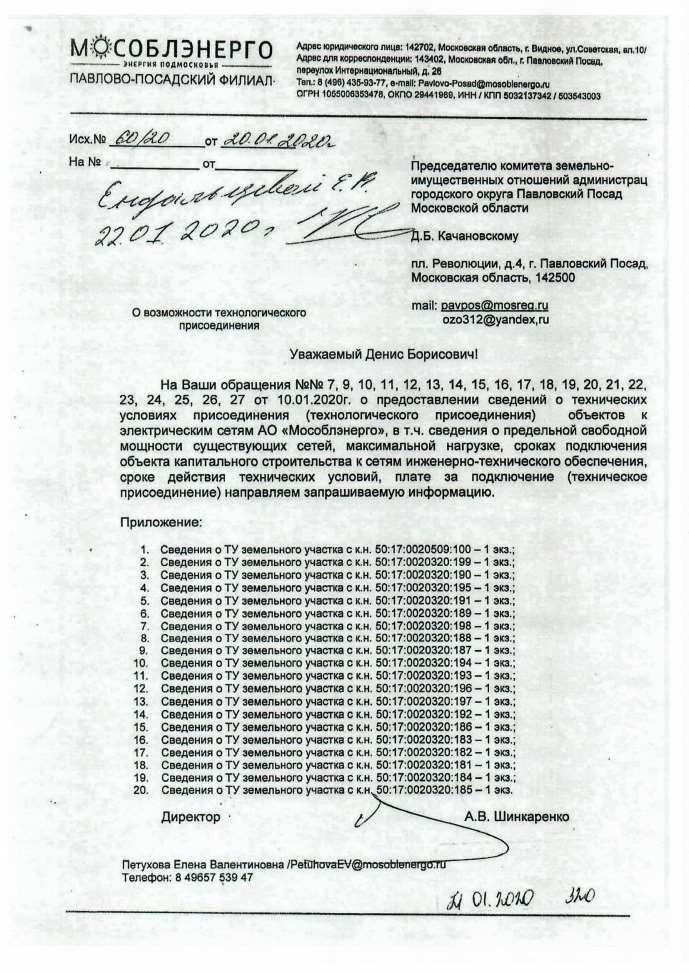 МОСОБЛЭНЕРГО
ЭНЕРГИЯ ПОДМОСКОВЬЯ
ПАВЛОВО-ПОСАДСКИЙ ФИЛИАЛ
Адрес юридического лица: 142702, Московская область, г. Видное, ул.Советская, вл.10/
Адрес для корреспонденции: 143402, Московская обл., г. Павловский Посад,
переулок Интернациональный, д. 26
Тел.: 8 (496) 435-93-77, e-mail: Pavlovo-Posad@mosoblenergo.ru
ОГРН 1055006353478, ОКПО 29441969, ИНН / КПП 5032137342 / 503543003
Исх.№ 60/20 от 20.01.2020г
На № от
Ендальцевой Е.В.
22.01.2020г
Председателю комитета земельно-
имущественных отношений администрац
городского округа Павловский Посад
Московской области
Д.Б. Качановскому
пл. Революции, д.4, г. Павловский Посад,
Московская область, 142500
mail: pavpos@mosreg.ru
ozo312@yandex,ru
О возможности технологического
присоединения
Уважаемый Денис Борисович!
На Ваши обращения №№ 7, 9, 10, 11, 12, 13, 14, 15, 16, 17, 18, 19, 20, 21, 22,
23, 24, 25, 26, 27 от 10.01.2020г. о предоставлении сведений о технических
условиях присоединения (технологического присоединения) объектов к
электрическим сетям АО «Мособлэнерго», в т.ч. сведения о предельной свободной
мощности существующих сетей, максимальной нагрузке, сроках подключения
объекта капитального строительства к сетям инженерно-технического обеспечения,
сроке действия технических условий, плате за подключение (техническое
присоединение) направляем запрашиваемую информацию.
Приложение:
1. Сведения о ТУ земельного участка с к.н. 50:17:0020509:100 – 1 экз.;
2. Сведения о ТУ земельного участка с к.н. 50:17:0020320:199 – 1 экз.;
3. Сведения о ТУ земельного участка с к.н. 50:17:0020320:190 – 1 экз.;
4. Сведения о ТУ земельного участка с к.н. 50:17:0020320:195 – 1 экз.;
5. Сведения о ТУ земельного участка с к.н. 50:17:0020320:191 – 1 экз.;
6. Сведения о ТУ земельного участка с к.н. 50:17:0020320:189 – 1 экз.;
7. Сведения о ТУ земельного участка с к.н. 50:17:0020320:198 – 1 экз.;
8. Сведения о ТУ земельного участка с к.н. 50:17:0020320:188 – 1 экз.;
9. Сведения о ТУ земельного участка с к.н. 50:17:0020320:187 – 1 экз.;
10. Сведения о ТУ земельного участка с к.н. 50:17:0020320:194 – 1 экз.;
11. Сведения о ТУ земельного участка с к.н. 50:17:0020320:193 – 1 экз.;
12. Сведения о ТУ земельного участка с к.н. 50:17:0020320:196 – 1 экз.;
13. Сведения о ТУ земельного участка с к.н. 50:17:0020320:197 – 1 экз.;
14. Сведения о ТУ земельного участка с к.н. 50:17:0020320:192 – 1 экз.;
15. Сведения о ТУ земельного участка с к.н. 50:17:0020320:186 – 1 экз.;
16. Сведения о ТУ земельного участка с к.н. 50:17:0020320:183 – 1 экз.;
17. Сведения о ТУ земельного участка с к.н. 50:17:0020320:182 – 1 экз.;
18. Сведения о ТУ земельного участка с к.н. 50:17:0020320:181 – 1 экз.;
19. Сведения о ТУ земельного участка с к.н. 50:17:0020320:184 – 1 экз.;
20. Сведения о ТУ земельного участка с к.н. 50:17:0020320:185 – 1 экз.
Директор А.В. Шинкаренко
Петухова Елена Валентиновна /PetuhovaEV@mosoblenergo.ru
Телефон: 8 49657 539 47
21 01.2020 320